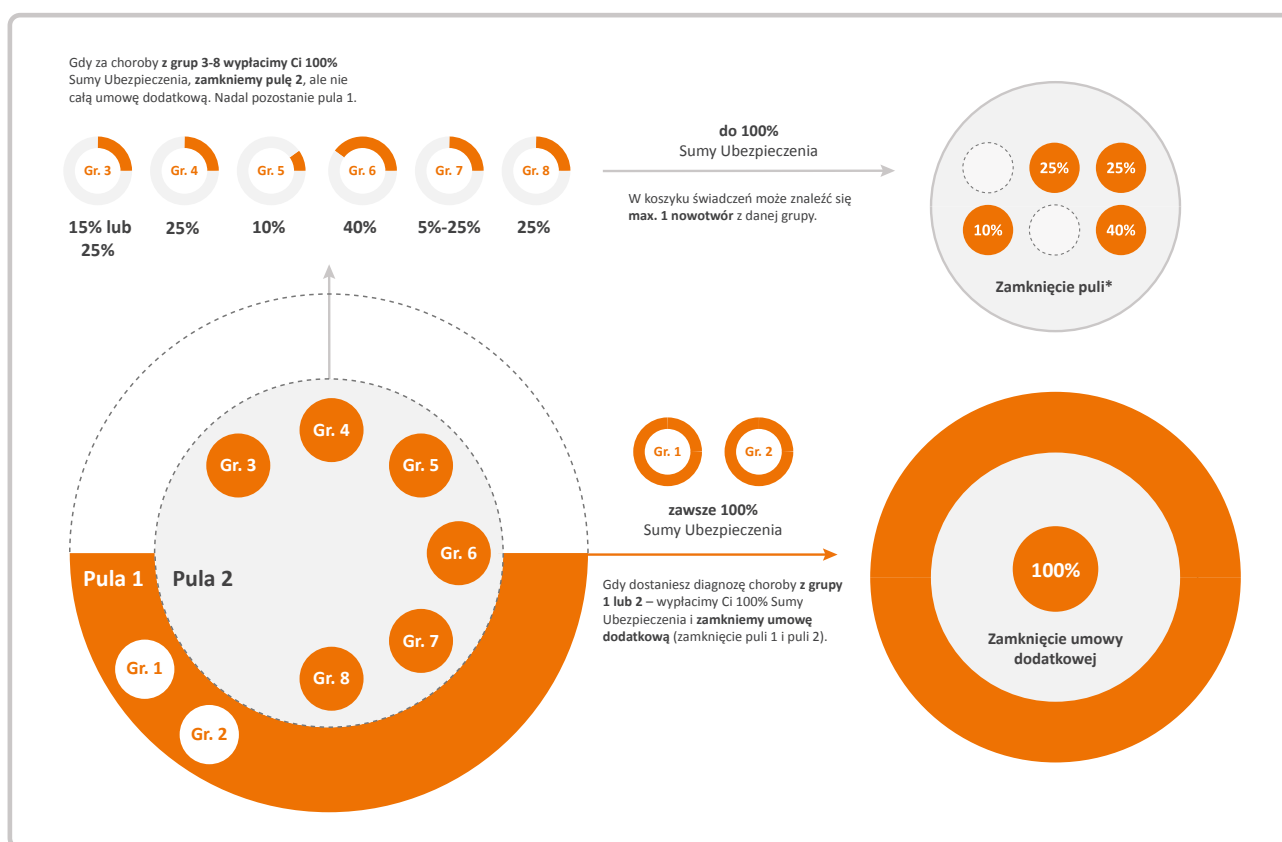 Gdy za choroby z grup 3-8 wypłacimy Ci 100%
Sumy Ubezpieczenia, zamkniemy pulę 2, ale nie
całą umowę dodatkową. Nadal pozostanie pula 1.
Gr. 3
Gr. 4
Gr. 5
Gr. 6
Gr. 7
Gr. 8
15% lub
25%
25%
10%
40%
5%-25%
25%
do 100%
Sumy Ubezpieczenia
W koszyku świadczeń może znaleźć się
max. 1 nowotwór z danej grupy.
25%
25%
10%
40%
Zamknięcie puli*
Gr. 4
Gr. 3
Gr. 5
Gr. 6
Pula 1
Pula 2
Gr. 7
Gr. 1
Gr. 8
Gr. 2
Gr. 1
Gr. 2
zawsze 100%
Sumy Ubezpieczenia
Gdy dostaniesz diagnozę choroby z grupy
1 lub 2 – wypłacimy Ci 100% Sumy
Ubezpieczenia i zamkniemy umowę
dodatkową (zamknięcie puli 1 i puli 2).
100%
Zamknięcie umowy
dodatkowej